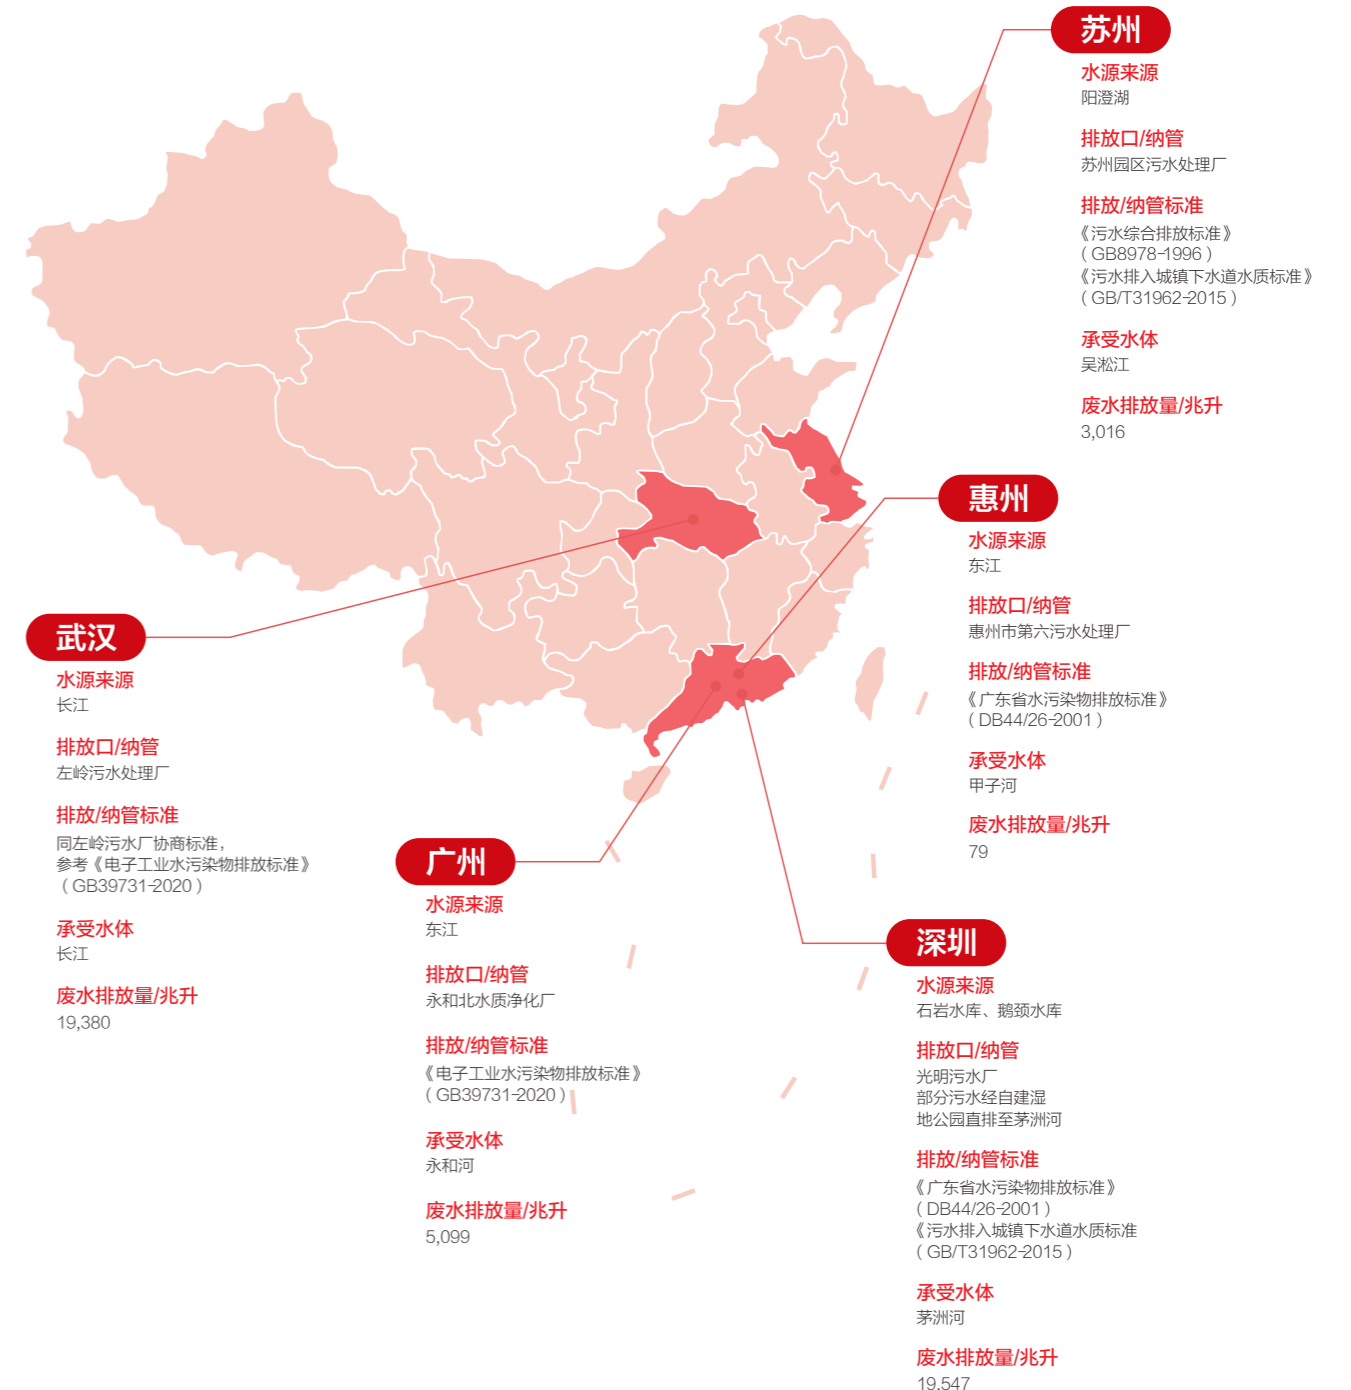 苏州
水源来源
阳澄湖
排放口/纳管
苏州园区污水处理厂
排放/纳管标准
《污水综合排放标准》
（GB8978-1996）
《污水排入城镇下水道水质标准》
（GB/T31962-2015）
承受水体
吴淞江
废水排放量/兆升
3,016
惠州
水源来源
东江
排放口/纳管
惠州市第六污水处理厂
排放/纳管标准
《广东省水污染物排放标准》
（DB44/26-2001）
承受水体
甲子河
废水排放量/兆升
79
武汉
水源来源
长江
排放口/纳管
左岭污水处理厂
排放/纳管标准
同左岭污水厂协商标准，
参考《电子工业水污染物排放标准》
（GB39731-2020）
承受水体
长江
废水排放量/兆升
19,380
广州
水源来源
东江
排放口/纳管
永和北水质净化厂
排放/纳管标准
《电子工业水污染物排放标准》
（GB39731-2020）
承受水体
永和河
废水排放量/兆升
5,099
深圳
水源来源
石岩水库、鹅颈水库
排放口/纳管
光明污水厂
部分污水经自建湿
地公园直排至茅洲河
排放/纳管标准
《广东省水污染物排放标准》
（DB44/26-2001）
《污水排入城镇下水道水质标准
（GB/T31962-2015）
承受水体
茅洲河
废水排放量/兆升
19,547